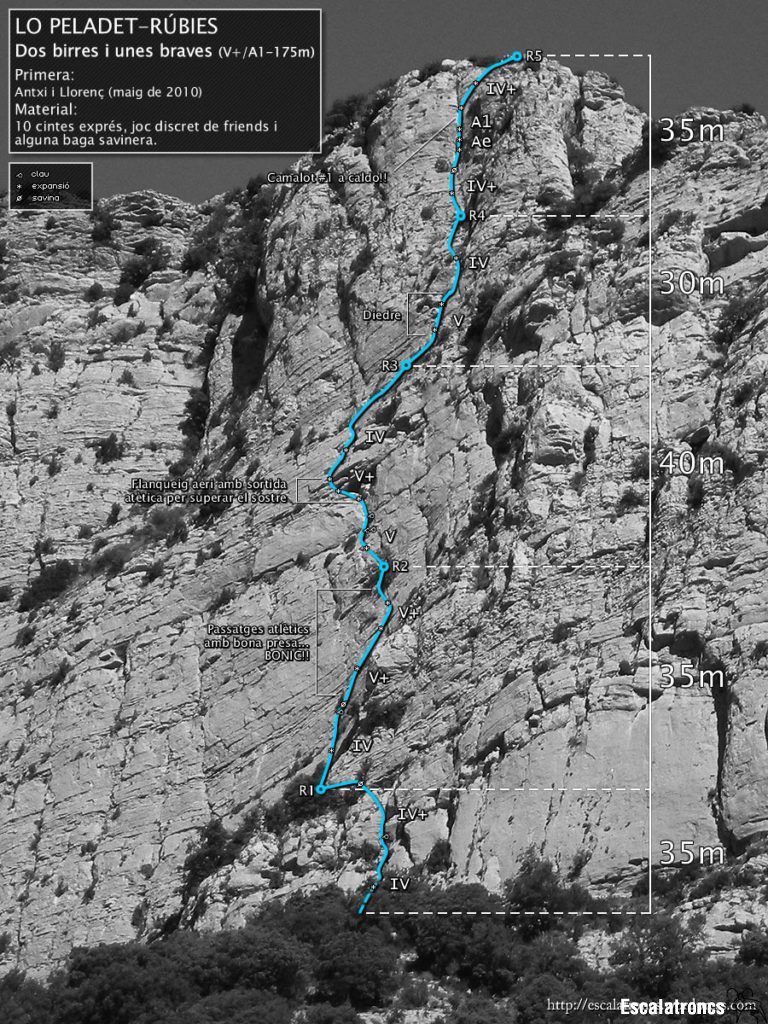 LO PELADET-RÚBIES
Dos birres i unes braves (V+/A1-175m)
Primera:
Antxi i Llorenç (maig de 2010)
Material:
10 cintes exprés, joc discret de friends i
alguna baga savinera.
clau
expansió
savina
R5
IV+
A1
Ae
35m
Camalot #1 a caldo!!
IV+
R4
IV
30m
Diedre
V
R3
IV
40m
Flanqueig aeri amb sortida
atlètica per superar el sostre
V+
V
R2
V+
Passatges atlètics
amb bona presa...
BONIC!!
V+
35m
IV
R1
IV+
35m
IV
Escalatroncs